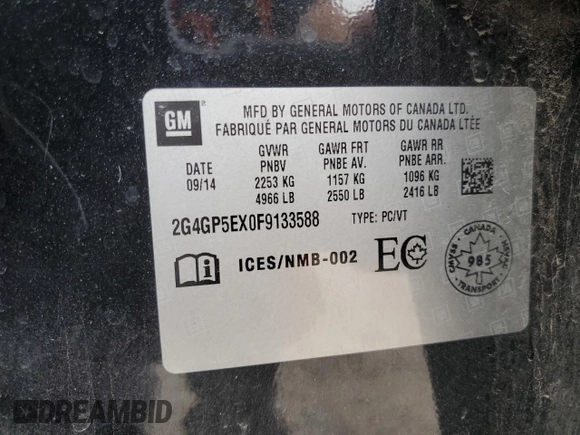 GM
MFD BY GENERAL MOTORS OF CANADA LTD.
FABRIQUÉ PAR GENERAL MOTORS DU CANADA LTÉE
DATE
09/14
GVWR
PNBV
2253 KG
4966 LB
GAWR FRT
PNBE AV.
1157 KG
2550 LB
GAWR RR
PNBE ARR.
1096 KG
2416 LB
2G4GP5EX0F9133588 TYPE: PC/VT
ICES/NMB-002 EC
CANADA
985
TRANSPORT
DREAMBID